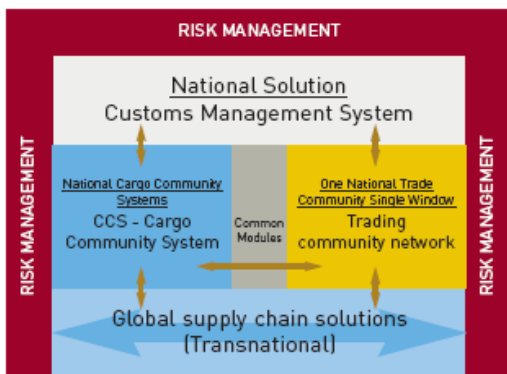 RISK MANAGEMENT
RISK MANAGEMENT
RISK MANAGEMENT
National Solution
Customs Management System
National Cargo Community
Systems
CCS - Cargo
Community System
Common
Modules
One National Trade
Community Single Window
Trading
community network
Global supply chain solutions
(Transnational)